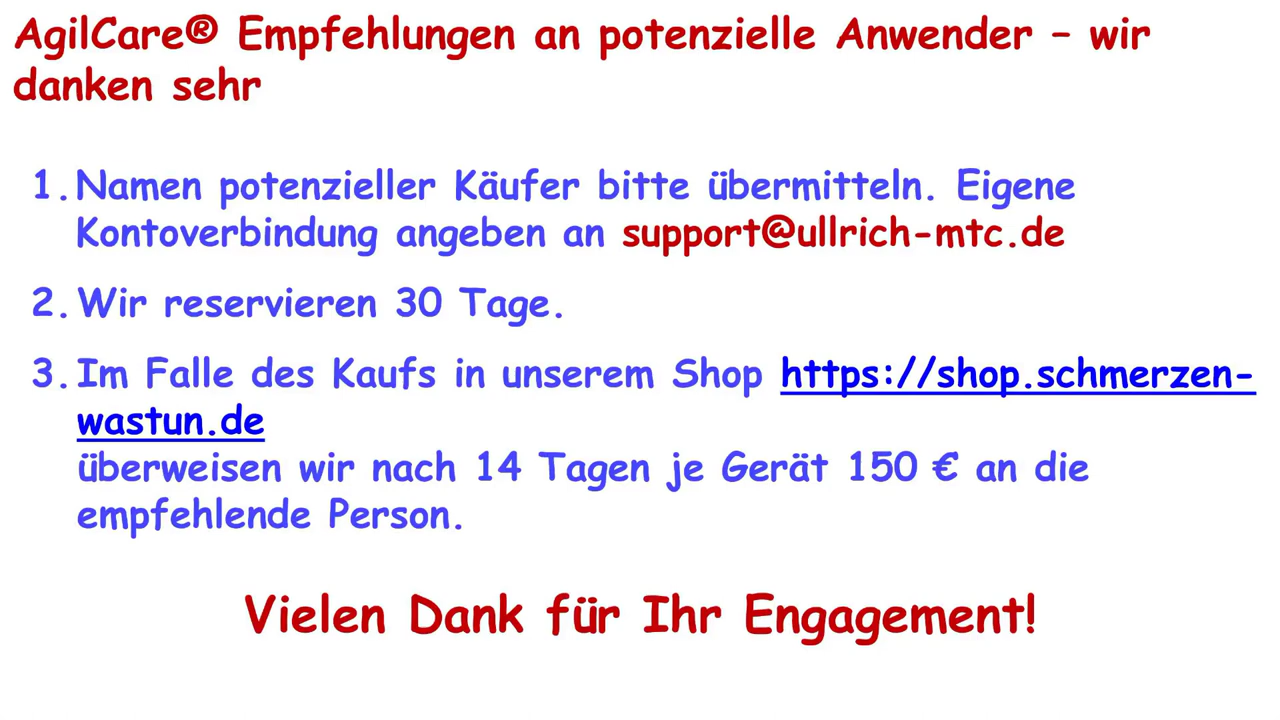 AgilCare® Empfehlungen an potenzielle Anwender – wir
danken sehr
1. Namen potenzieller Käufer bitte übermitteln. Eigene
Kontoverbindung angeben an support@ullrich-mtc.de
2. Wir reservieren 30 Tage.
3. Im Falle des Kaufs in unserem Shop https://shop.schmerzen-
wastun.de
überweisen wir nach 14 Tagen je Gerät 150 € an die
empfehlende Person.
Vielen Dank für Ihr Engagement!